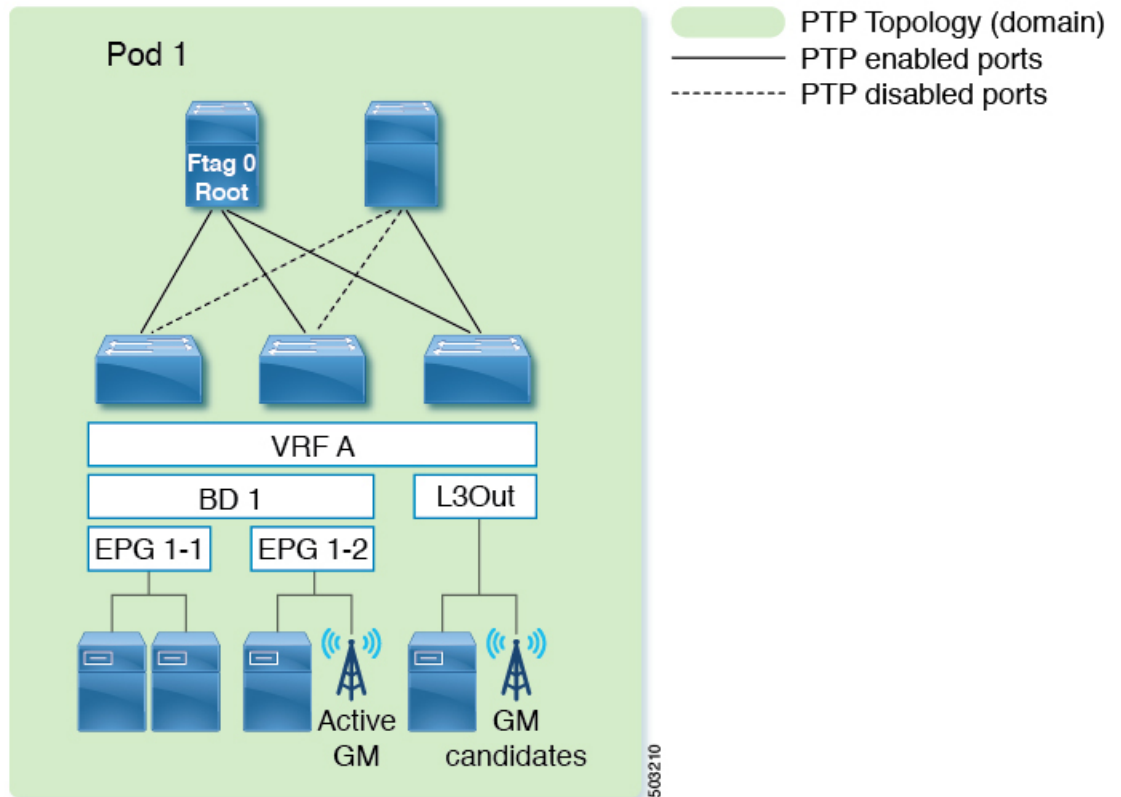 Pod 1
PTP Topology (domain)
PTP enabled ports
PTP disabled ports
Ftag 0
Root
VRF A
BD 1
L3Out
EPG 1-1
EPG 1-2
Active
GM
GM
candidates
503210